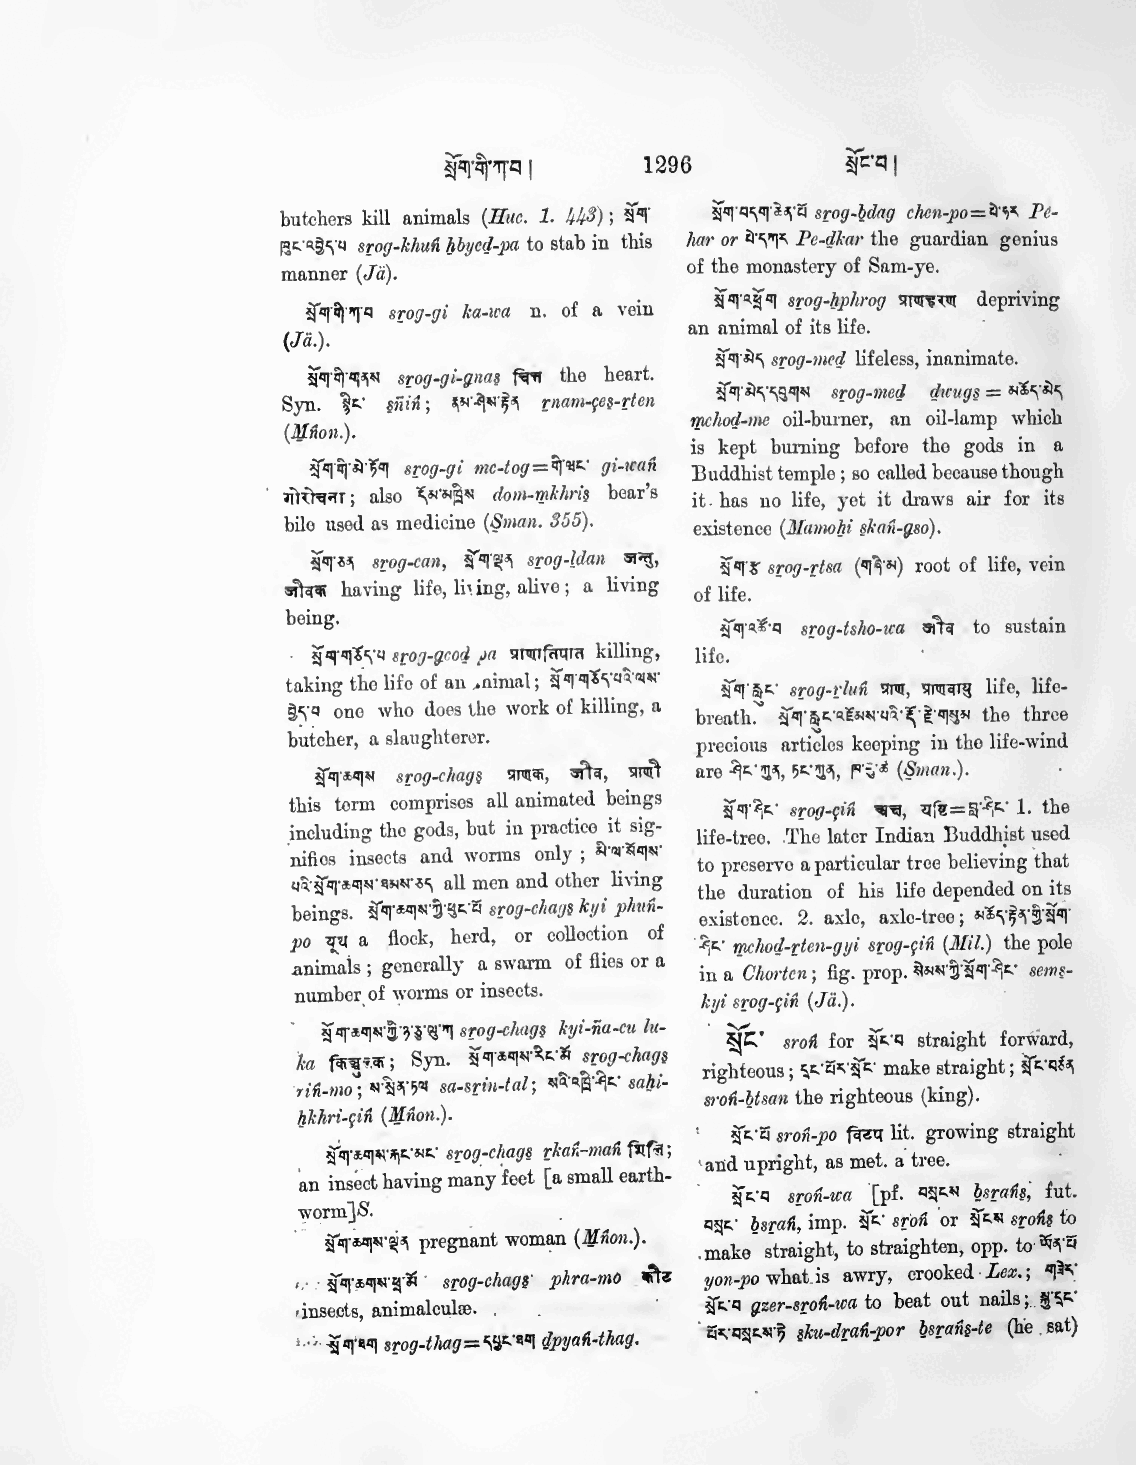 སྲོག་གི་ཀ་བ།
1296
སྲོང་བ།
butchers kill animals (Huc. 1. 443); སྲོག་
ཁུང་འབྱེད་པ srog-khuṅ ḥbyed-pa to stab in this
manner (Jä).
སྲོག་གི་ཀ་བ srog-gi ka-wa n. of a vein
(Jä.).
སྲོག་གི་གནས srog-gi-gnas चित्त the heart.
Syn. སྙིང་ sñiṅ; རྣམ་ཤེས་རྟེན rnam-çes-rten
(Mṅon.).
སྲོག་གི་མེ་ཏོག srog-gi me-tog=གི་ཝང་ gi-waṅ
गोरोचना; also དོམ་མཁྲིས dom-mkhris bear's
bile used as medicine (Sman. 355).
སྲོག་ཅན srog-can, སྲོག་ལྡན srog-ldan जन्तु,
जीवक having life, living, alive; a living
being.
སྲོག་གཅོད་པ srog-gcod pa प्राणातिपात killing,
taking the life of an animal; སྲོག་གཅོད་པའི་ལས་
བྱེད་པ one who does the work of killing, a
butcher, a slaughterer.
སྲོག་ཆགས srog-chags प्राणक, जीव, प्राणी
this term comprises all animated beings
including the gods, but in practice it sig-
nifies insects and worms only; མི་ལ་སོགས་
པའི་སྲོག་ཆགས་ཐམས་ཅད all men and other living
beings. སྲོག་ཆགས་ཀྱི་ཕུང་པོ srog-chags kyi phuṅ-
po यूथ a flock, herd, or collection of
animals; generally a swarm of flies or a
number of worms or insects.
སྲོག་ཆགས་ཀྱི་ཉ་ཅུ་ལུ་ཀ srog-chags kyi-ña-cu lu-
ka किञ्चुलुक; Syn. སྲོག་ཆགས་རིང་མོ srog-chags
riṅ-mo; ས་སྲིན་ཏལ sa-srin-tal; སའི་འཁྲི་ཤིང་ saḥi-
ḥkhri-çiṅ (Mṅon.).
སྲོག་ཆགས་རྐང་མང་ srog-chags rkaṅ-maṅ
an insect having many feet [a small earth-
worm]S.
སྲོག་ཆགས་ལྡན pregnant woman (Mṅon.).
སྲོག་ཆགས་ཕྲ་མོ srog-chags phra-mo कीट
insects, animalculæ.
སྲོག་ཐག srog-thag=དཔྱང་ཐག dpyaṅ-thag.
སྲོག་བདག་ཆེན་པོ srog-bdag chen-po=པེ་ཧར Pe-
har or པེ་དཀར Pe-dkar the guardian genius
of the monastery of Sam-ye.
སྲོག་འཕྲོག srog-ḥphrog प्राणहरण depriving
an animal of its life.
སྲོག་མེད srog-med lifeless, inanimate.
སྲོག་མེད་དབུགས srog-med dwugs = མཆོད་མེ
mchod-me oil-burner, an oil-lamp which
is kept burning before the gods in a
Buddhist temple; so called because though
it has no life, yet it draws air for its
existence (Mamoḥi skaṅ-gso).
སྲོག་རྩ srog-rtsa (གཞི་མ) root of life, vein
of life.
སྲོག་འཚོ་བ srog-tsho-wa जीव to sustain
life.
སྲོག་རླུང་ srog-rluṅ प्राण, प्राणवायु life, life-
breath. སྲོག་རླུང་འཛོམས་པའི་རྫོ་རྗེ་གསུམ the three
precious articles keeping in the life-wind
are ཤིང་ཀུན, ཏང་ཀུན, ཁ་རུ་ཚ (Sman.).
སྲོག་ཤིང་ srog-çiṅ अक्ष, यष्टि=བླ་ཤིང་ 1. the
life-tree. The later Indian Buddhist used
to preserve a particular tree believing that
the duration of his life depended on its
existence. 2. axle, axle-tree; མཆོད་རྟེན་གྱི་སྲོག་
ཤིང་ mchod-rten-gyi srog-çiṅ (Mil.) the pole
in a Chorten; fig. prop. སེམས་ཀྱི་སྲོག་ཤིང་ sems-
kyi srog-çiṅ (Jä.).
སྲོང་ sroṅ for སྲོང་བ straight forward,
righteous; དྲང་པོར་སྲོང་ make straight; སྲོང་བཙན
sroṅ-btsan the righteous (king).
སྲོང་པོ sroṅ-po विटप lit. growing straight
and upright, as met. a tree.
སྲོང་བ sroṅ-wa [pf. བསྲངས bsraṅs, fut.
བསྲང་ bsraṅ, imp. སྲོང་ sroṅ or སྲོངས sroṅs to
make straight, to straighten, opp. to ཡོན་པོ
yon-po what is awry, crooked Lex.; གཟེར་
སྲོང་བ gzer-sroṅ-wa to beat out nails; སྐུ་དྲང་
པོར་བསྲངས་ཏེ sku-draṅ-por bsraṅs-te (he sat)